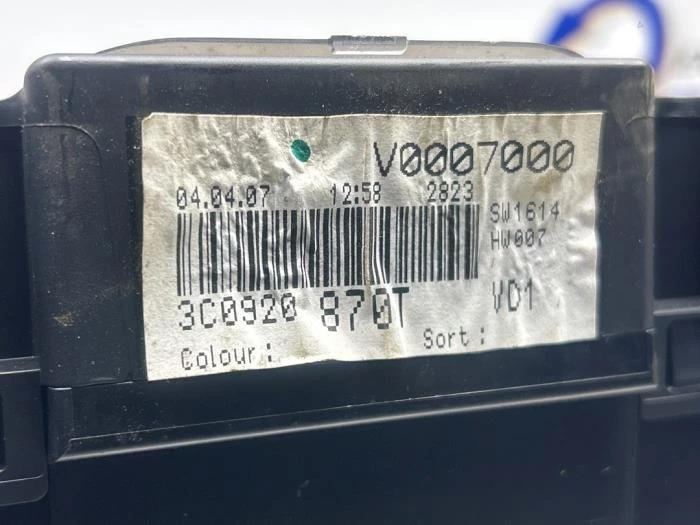 V0007000
04.04.07 12:58 2823
SW1614
HW007
3C0920 870T VD1
Colour: Sort: